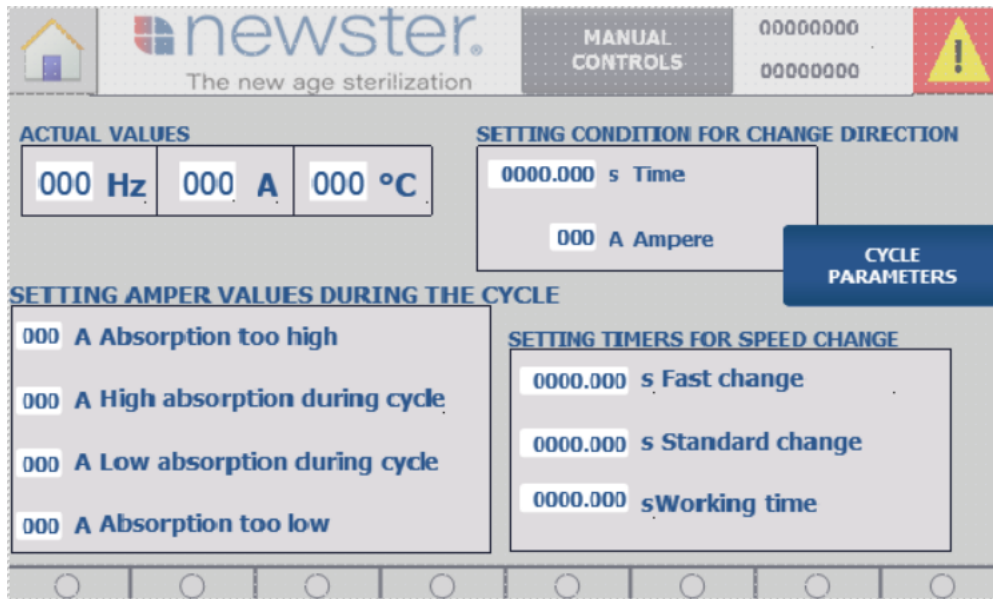 newster®
The new age sterilization
MANUAL
CONTROLS
00000000
00000000
!
ACTUAL VALUES
000 Hz 000 A 000 °C
SETTING CONDITION FOR CHANGE DIRECTION
0000.000 s Time
000 A Ampere
CYCLE
PARAMETERS
SETTING AMPER VALUES DURING THE CYCLE
000 A Absorption too high
000 A High absorption during cycle
000 A Low absorption during cycle
000 A Absorption too low
SETTING TIMERS FOR SPEED CHANGE
0000.000 s Fast change
0000.000 s Standard change
0000.000 sWorking time